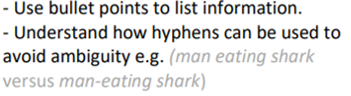 - Use bullet points to list information.
- Understand how hyphens can be used to
avoid ambiguity e.g. (man eating shark
versus man-eating shark)